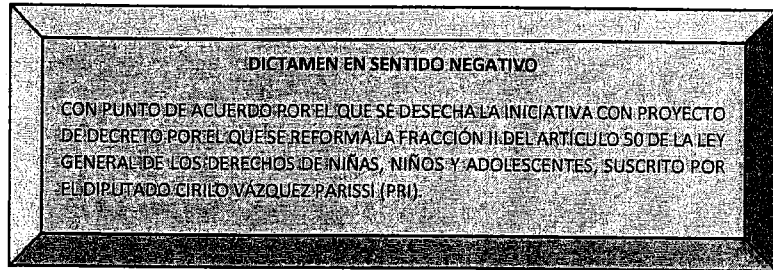 DICTAMEN EN SENTIDO NEGATIVO
CON PUNTO DE ACUERDO POR EL QUE SE DESECHA LA INICIATIVA CON PROYECTO
DE DECRETO POR EL QUE SE REFORMA LA FRACCIÓN II DEL ARTÍCULO 50 DE LA LEY
GENERAL DE LOS DERECHOS DE NIÑAS, NIÑOS Y ADOLESCENTES, SUSCRITO POR
EL DIPUTADO CIRILO VÁZQUEZ PARISSI (PRI).